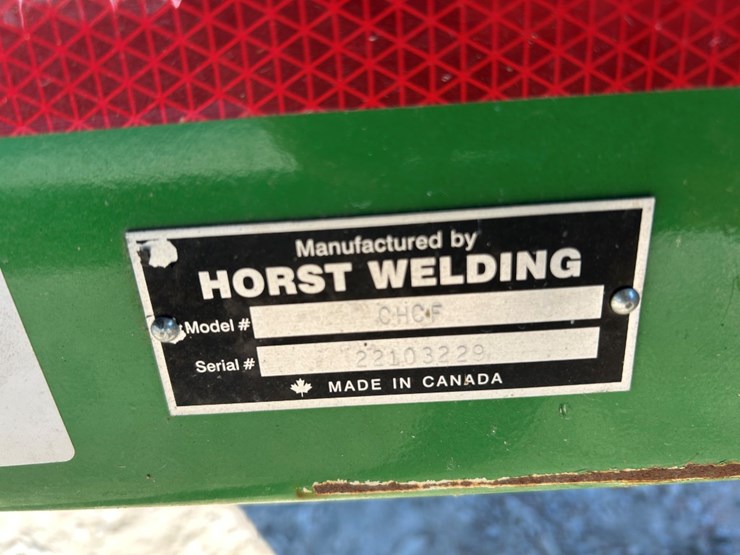 Manufactured by
HORST WELDING
Model # CHCF
Serial # 22103229
MADE IN CANADA